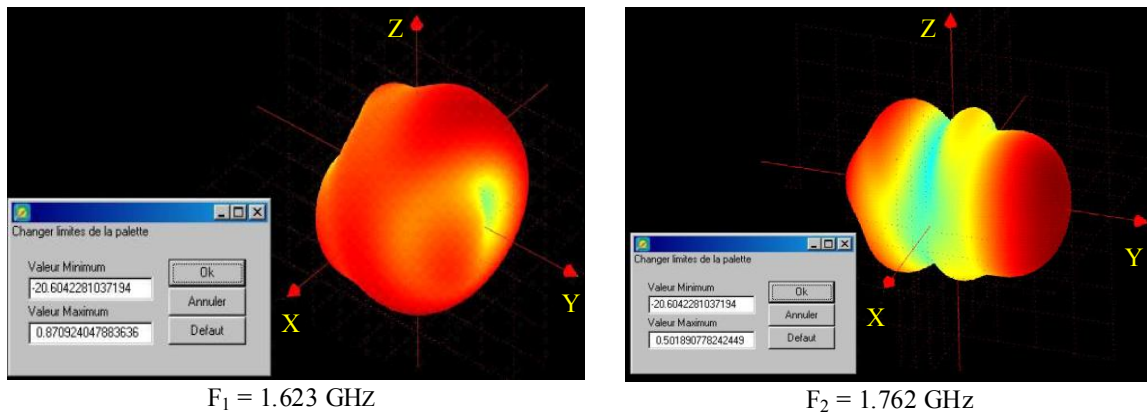 Z
X
Y
Changer limites de la palette
Valeur Minimum
-20.6042281037194
Valeur Maximum
0.870924047883636
Ok
Annuler
Defaut
F1 = 1.623 GHz
Z
X
Y
Changer limites de la palette
Valeur Minimum
-20.6042281037194
Valeur Maximum
0.501890778242449
Ok
Annuler
Defaut
F2 = 1.762 GHz